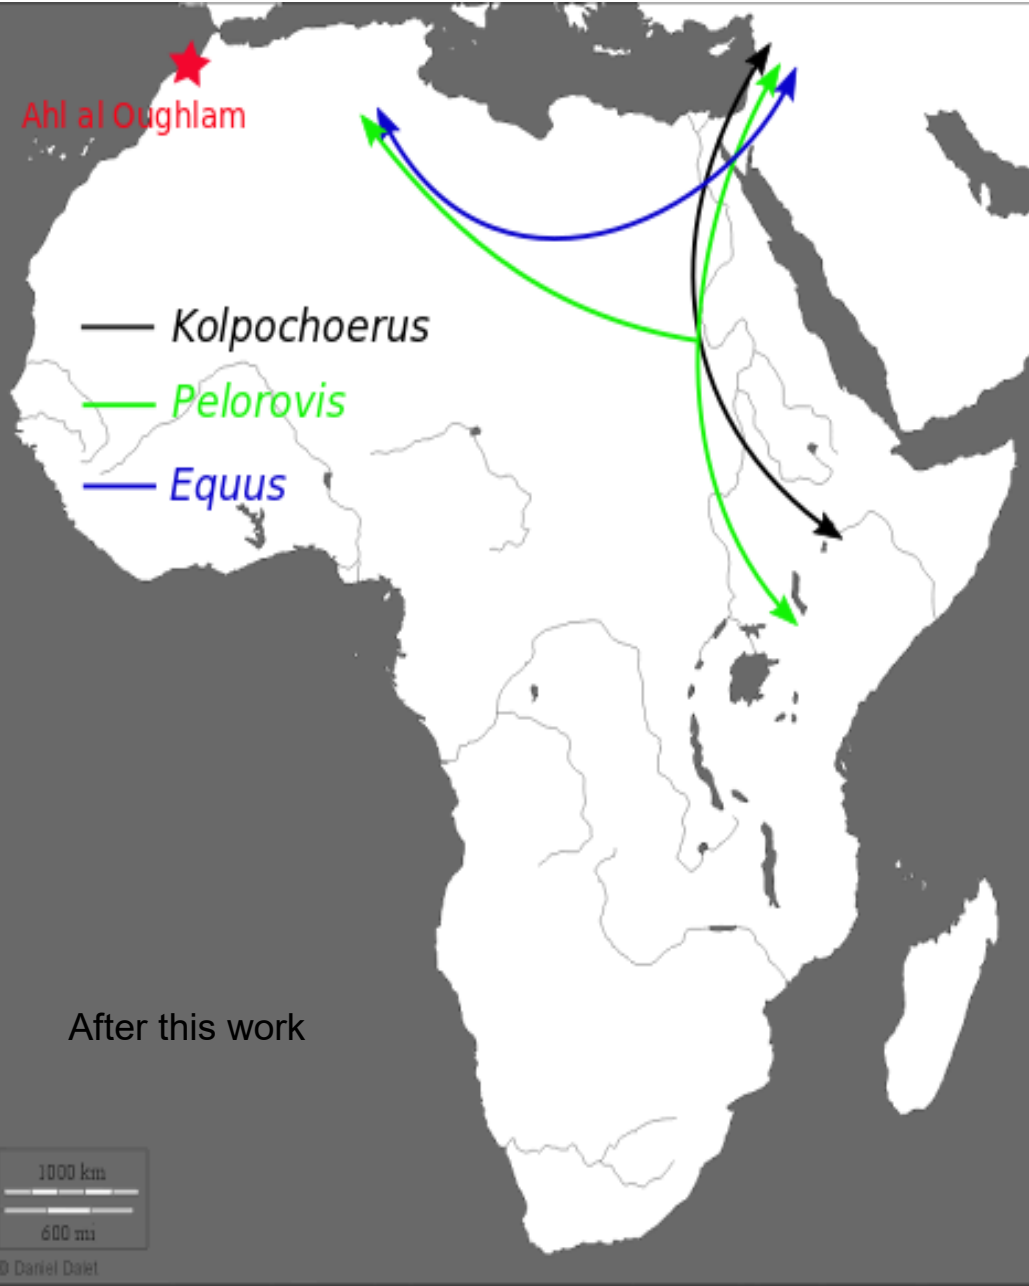 Ahl al Oughlam
Kolpochoerus
Pelorovis
Equus
After this work
1000 km
600 mi
© Daniel Dalet